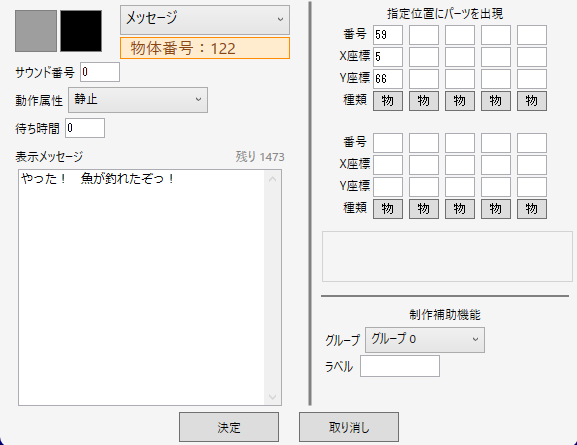 メッセージ
物体番号：122
サウンド番号 0
動作属性 静止
待ち時間 0
表示メッセージ 残り 1473
やった！　魚が釣れたぞっ！
指定位置にパーツを出現
番号 59
X座標 5
Y座標 66
種類 物 物 物 物 物
番号
X座標
Y座標
種類 物 物 物 物 物
制作補助機能
グループ グループ 0
ラベル
決定 取り消し